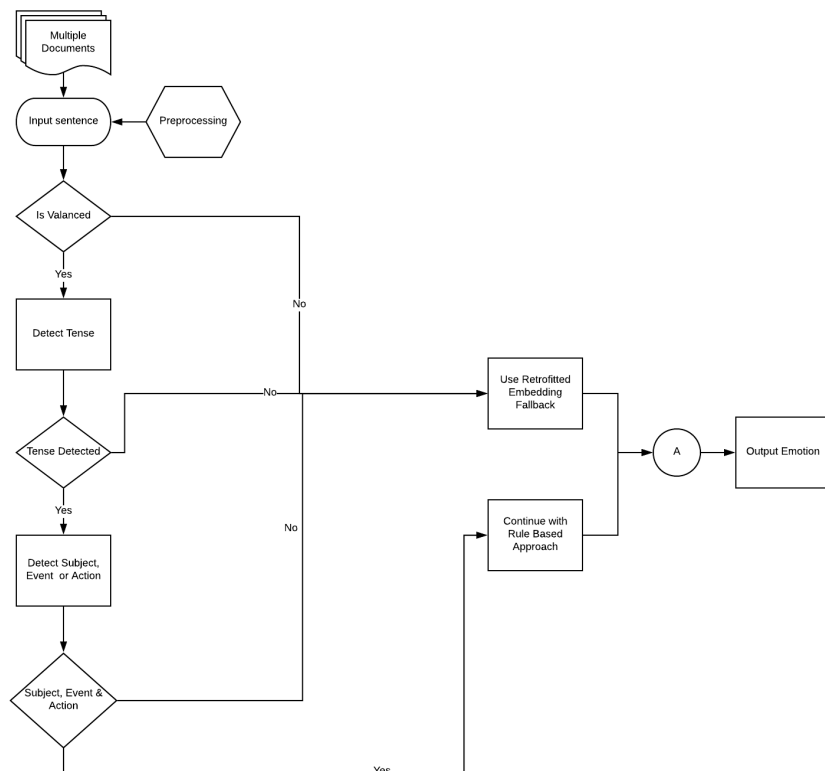 Multiple
Documents
Input sentence
Preprocessing
Is Valanced
No
Yes
Detect Tense
Use Retrofitted
Embedding
Fallback
No
Tense Detected
A
Output Emotion
Yes
Continue with
Rule Based
Approach
No
Detect Subject,
Event or Action
Subject, Event &
Action
Yes